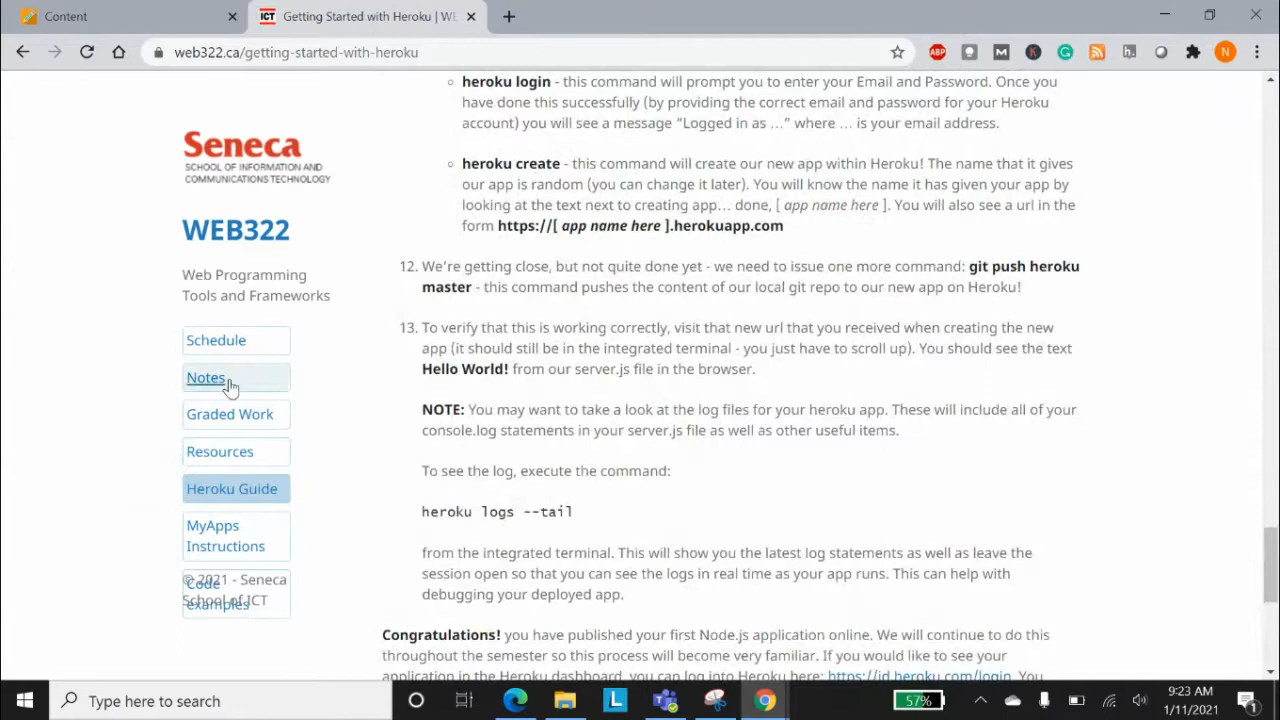 Content
ICT
Getting Started with Heroku | WE
web322.ca/getting-started-with-heroku
ABP
M
K
G
h
N
heroku login - this command will prompt you to enter your Email and Password. Once you
have done this successfully (by providing the correct email and password for your Heroku
account) you will see a message “Logged in as …” where … is your email address.
heroku create - this command will create our new app within Heroku! The name that it gives
our app is random (you can change it later). You will know the name it has given your app by
looking at the text next to creating app… done, [ app name here ]. You will also see a url in the
form https://[ app name here ].herokuapp.com
12. We’re getting close, but not quite done yet - we need to issue one more command: git push heroku
master - this command pushes the content of our local git repo to our new app on Heroku!
13. To verify that this is working correctly, visit that new url that you received when creating the new
app (it should still be in the integrated terminal - you just have to scroll up). You should see the text
Hello World! from our server.js file in the browser.
NOTE: You may want to take a look at the log files for your heroku app. These will include all of your
console.log statements in your server.js file as well as other useful items.
To see the log, execute the command:
heroku logs --tail
from the integrated terminal. This will show you the latest log statements as well as leave the
session open so that you can see the logs in real time as your app runs. This can help with
debugging your deployed app.
Congratulations! you have published your first Node.js application online. We will continue to do this
throughout the semester so this process will become very familiar. If you would like to see your
application in the Heroku dashboard, you can log into Heroku here: https://id.heroku.com/login. You
Seneca
SCHOOL OF INFORMATION AND
COMMUNICATIONS TECHNOLOGY
WEB322
Web Programming
Tools and Frameworks
Schedule
Notes
Graded Work
Resources
Heroku Guide
MyApps
Instructions
Code
examples
© 2021 - Seneca
School of ICT
Type here to search
L
57%
9:23 AM
1/11/2021
1